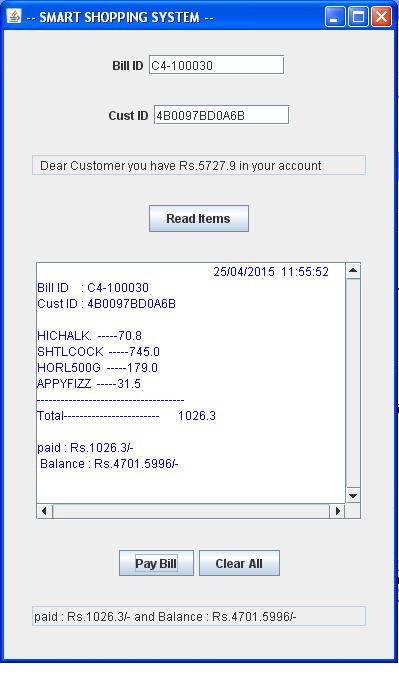 -- SMART SHOPPING SYSTEM --
Bill ID C4-100030
Cust ID 4B0097BD0A6B
Dear Customer you have Rs.5727.9 in your account
Read Items
25/04/2015 11:55:52
Bill ID : C4-100030
Cust ID : 4B0097BD0A6B
HICHALK. -----70.8
SHTLCOCK -----745.0
HORL500G -----179.0
APPYFIZZ -----31.5
-------------------------------------
Total------------------------ 1026.3
paid : Rs.1026.3/-
Balance : Rs.4701.5996/-
Pay Bill Clear All
paid : Rs.1026.3/- and Balance : Rs.4701.5996/-